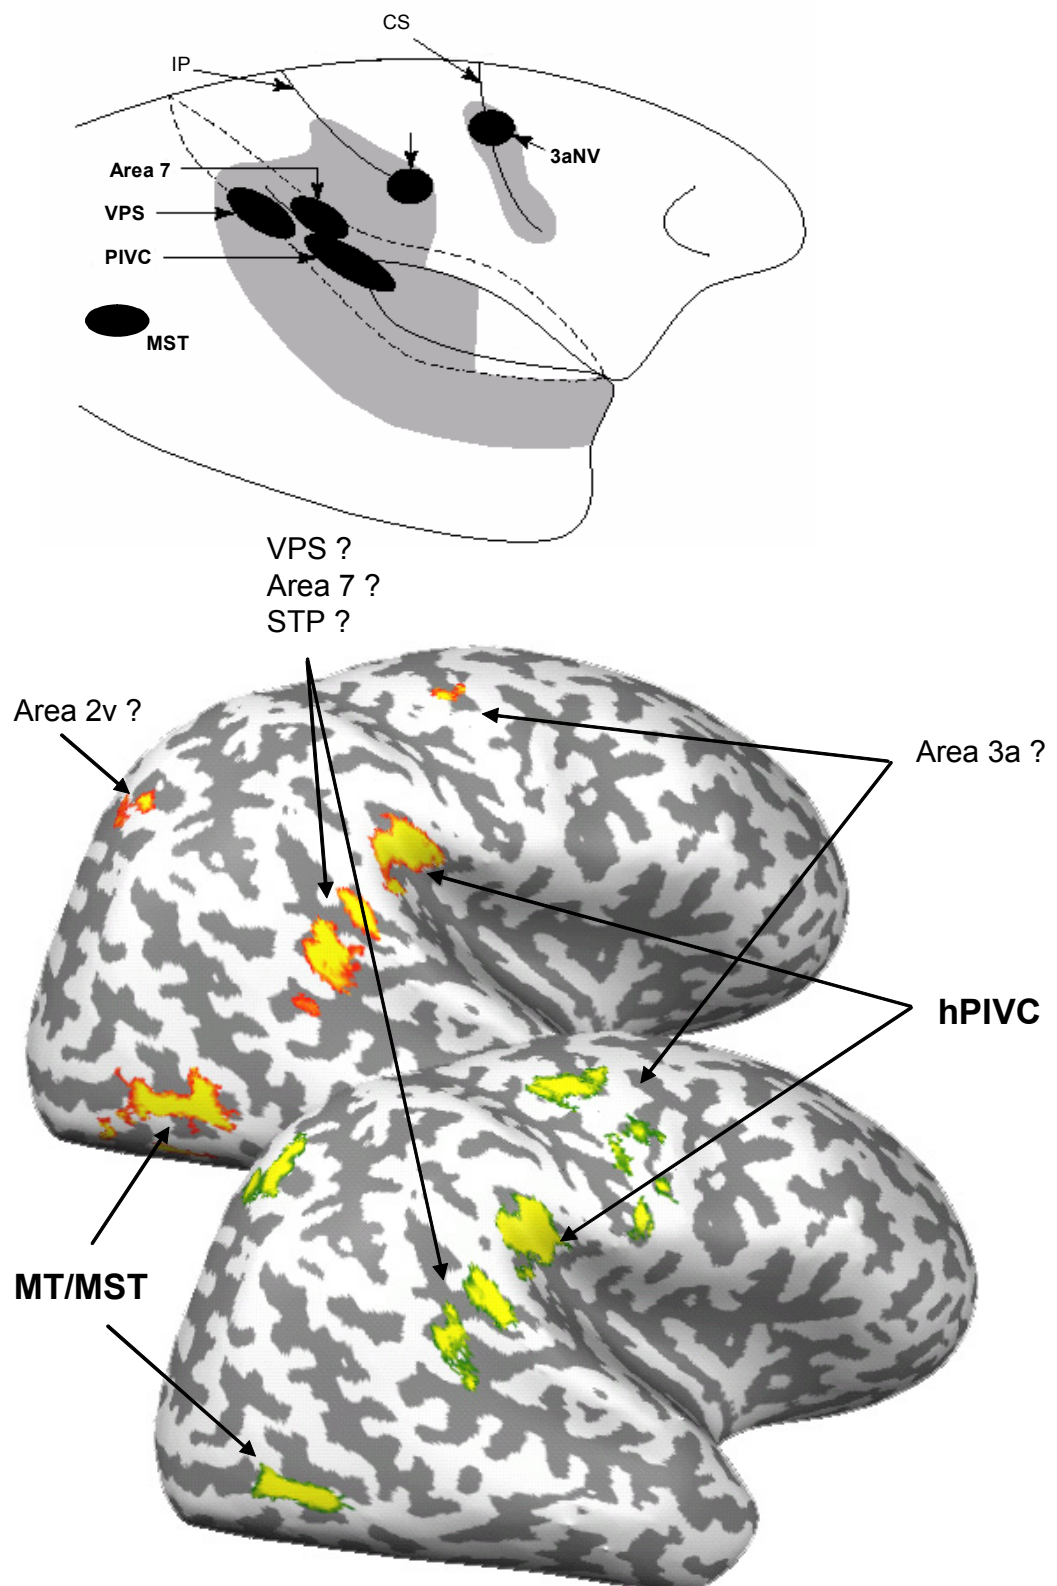 CS
IP
Area 7
3aNV
VPS
PIVC
MST
VPS ?
Area 7 ?
STP ?
Area 2v ?
Area 3a ?
hPIVC
MT/MST